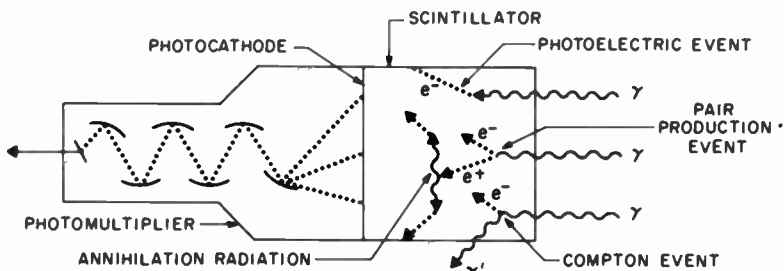 SCINTILLATOR
PHOTOCATHODE
PHOTOELECTRIC EVENT
e⁻
γ
PAIR
PRODUCTION
EVENT
e⁻
γ
e⁺
e⁻
γ
PHOTOMULTIPLIER
ANNIHILATION RADIATION
COMPTON EVENT
γ'